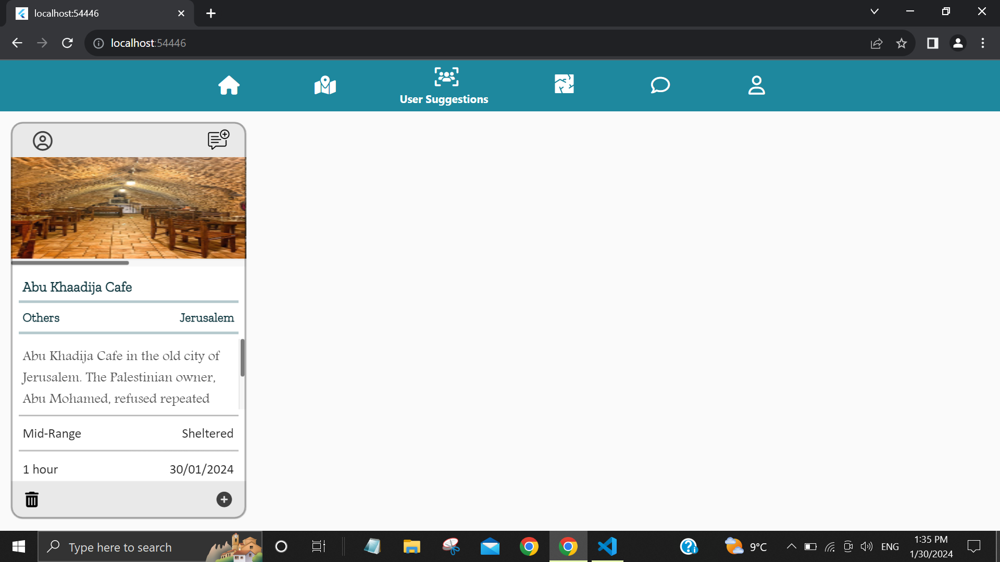 localhost:54446
localhost:54446
User Suggestions
Abu Khaadija Cafe
Others Jerusalem
Abu Khadija Cafe in the old city of
Jerusalem. The Palestinian owner,
Abu Mohamed, refused repeated
Mid-Range Sheltered
1 hour 30/01/2024
Type here to search
9°C
ENG
1:35 PM
1/30/2024